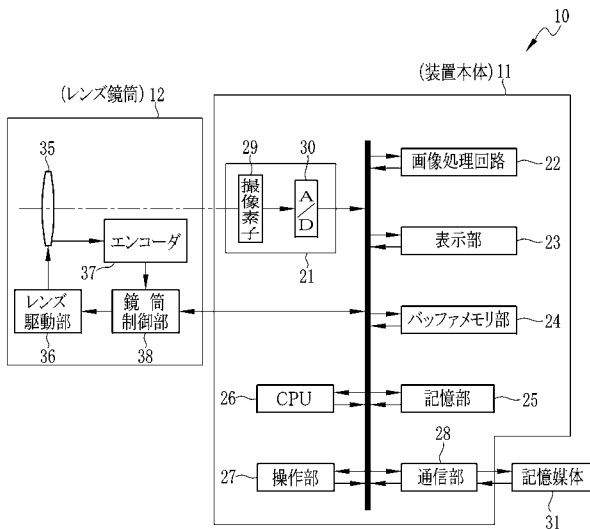 10
(装置本体) 11
(レンズ鏡筒) 12
35
29
30
撮像素子
A/D
21
画像処理回路
22
表示部
23
エンコーダ
37
レンズ
駆動部
36
鏡筒
制御部
38
バッファメモリ部
24
26
CPU
記憶部
25
27
操作部
28
通信部
記憶媒体
31